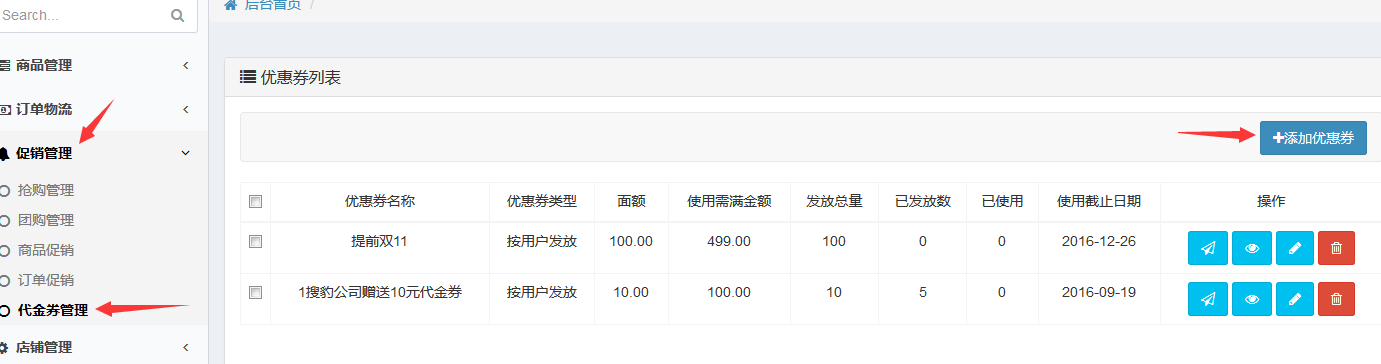 后台首页 /
Search...
商品管理
订单物流
促销管理
抢购管理
团购管理
商品促销
订单促销
代金券管理
店铺管理
优惠券列表
添加优惠券
优惠券名称 优惠券类型 面额 使用需满金额 发放总量 已发放数 已使用 使用截止日期 操作
提前双11 按用户发放 100.00 499.00 100 0 0 2016-12-26
1搜豹公司赠送10元代金券 按用户发放 10.00 100.00 10 5 0 2016-09-19